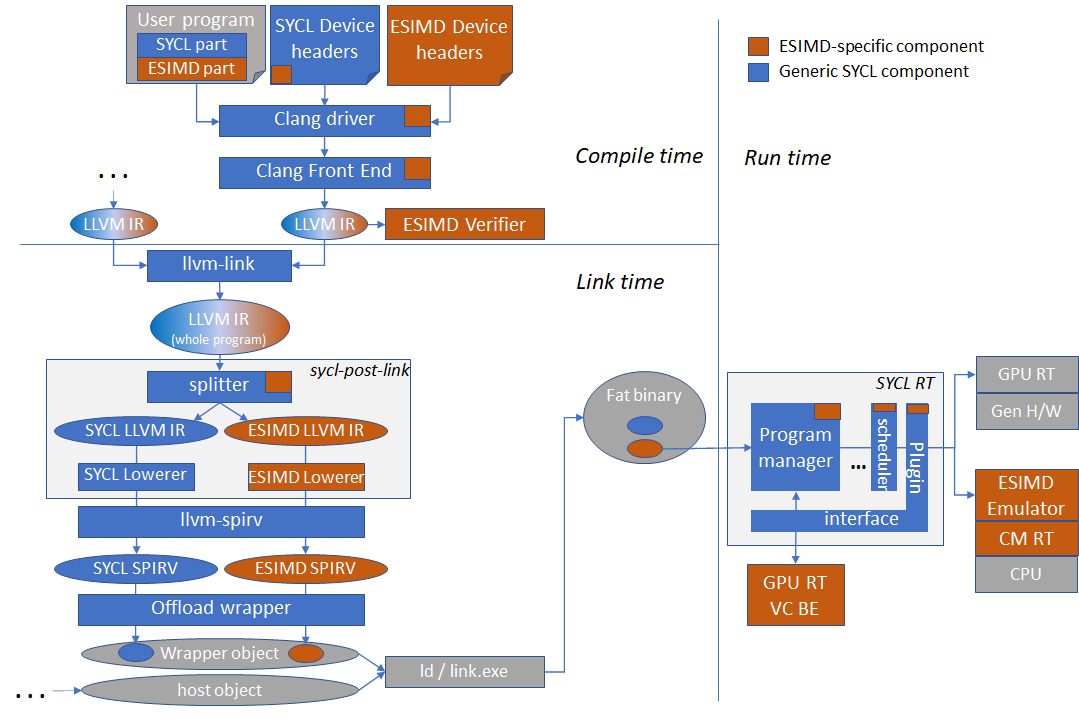 User program
SYCL part
ESIMD part
SYCL Device
headers
ESIMD Device
headers
ESIMD-specific component
Generic SYCL component
Clang driver
Clang Front End
Compile time
Run time
...
LLVM IR
LLVM IR
ESIMD Verifier
llvm-link
Link time
LLVM IR
(whole program)
sycl-post-link
splitter
SYCL LLVM IR
ESIMD LLVM IR
SYCL Lowerer
ESIMD Lowerer
llvm-spirv
SYCL SPIRV
ESIMD SPIRV
Offload wrapper
Wrapper object
host object
...
ld / link.exe
Fat binary
SYCL RT
Program
manager
...
scheduler
Plugin
interface
GPU RT
VC BE
GPU RT
Gen H/W
ESIMD
Emulator
CM RT
CPU